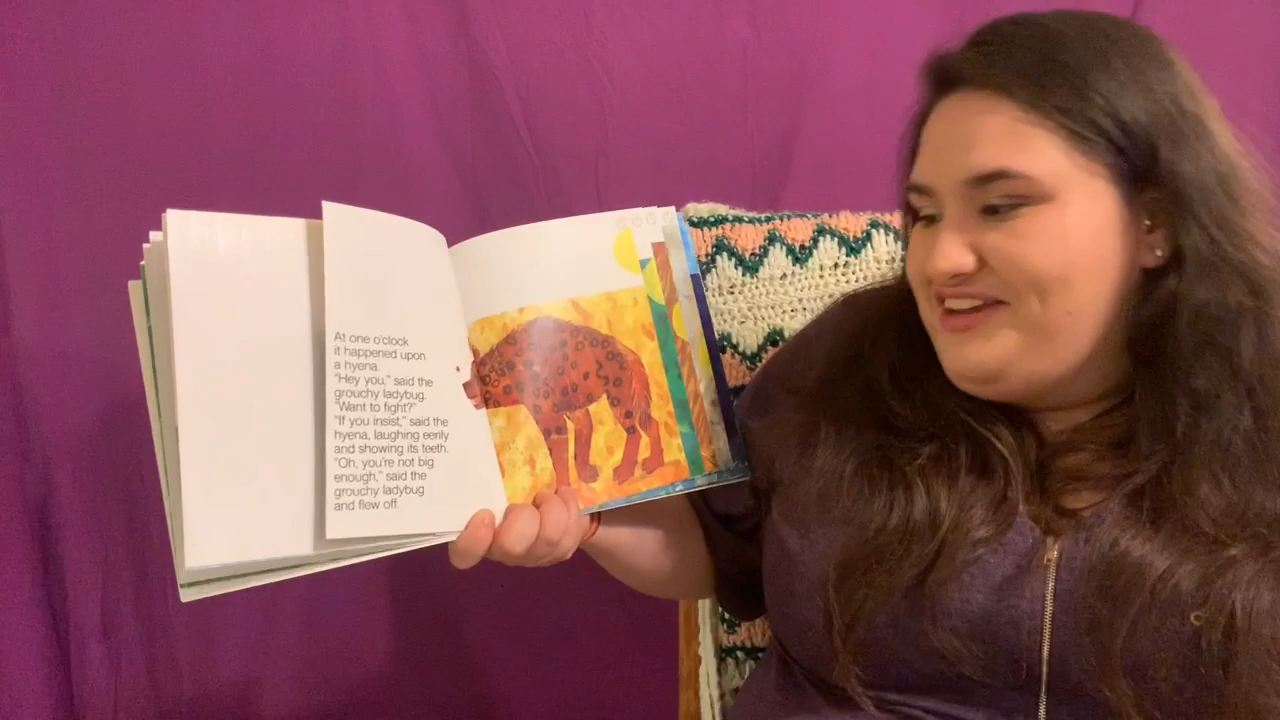 At one o'clock
it happened upon
a hyena.
"Hey you," said the
grouchy ladybug.
"Want to fight?"
"If you insist," said the
hyena, laughing eerily
and showing its teeth.
"Oh, you're not big
enough," said the
grouchy ladybug
and flew off.